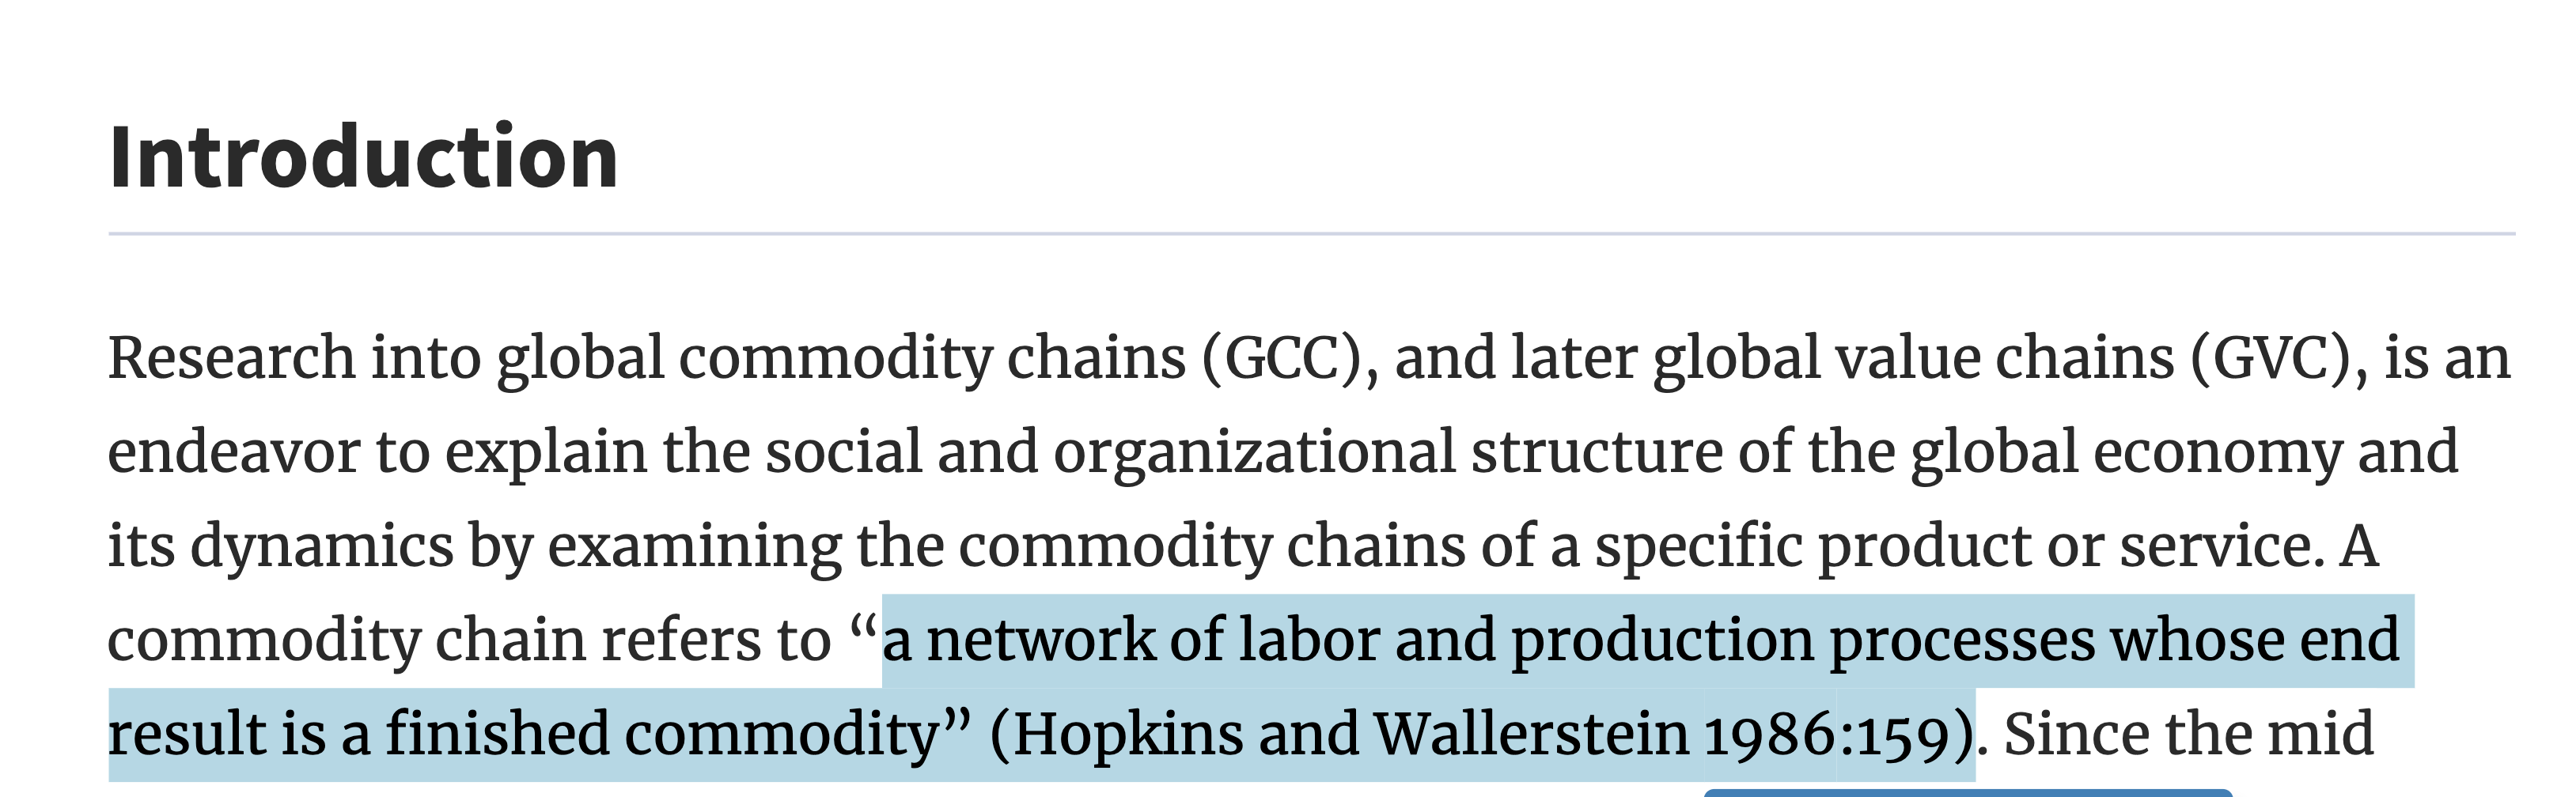 Introduction
Research into global commodity chains (GCC), and later global value chains (GVC), is an
endeavor to explain the social and organizational structure of the global economy and
its dynamics by examining the commodity chains of a specific product or service. A
commodity chain refers to “a network of labor and production processes whose end
result is a finished commodity” (Hopkins and Wallerstein 1986:159). Since the mid